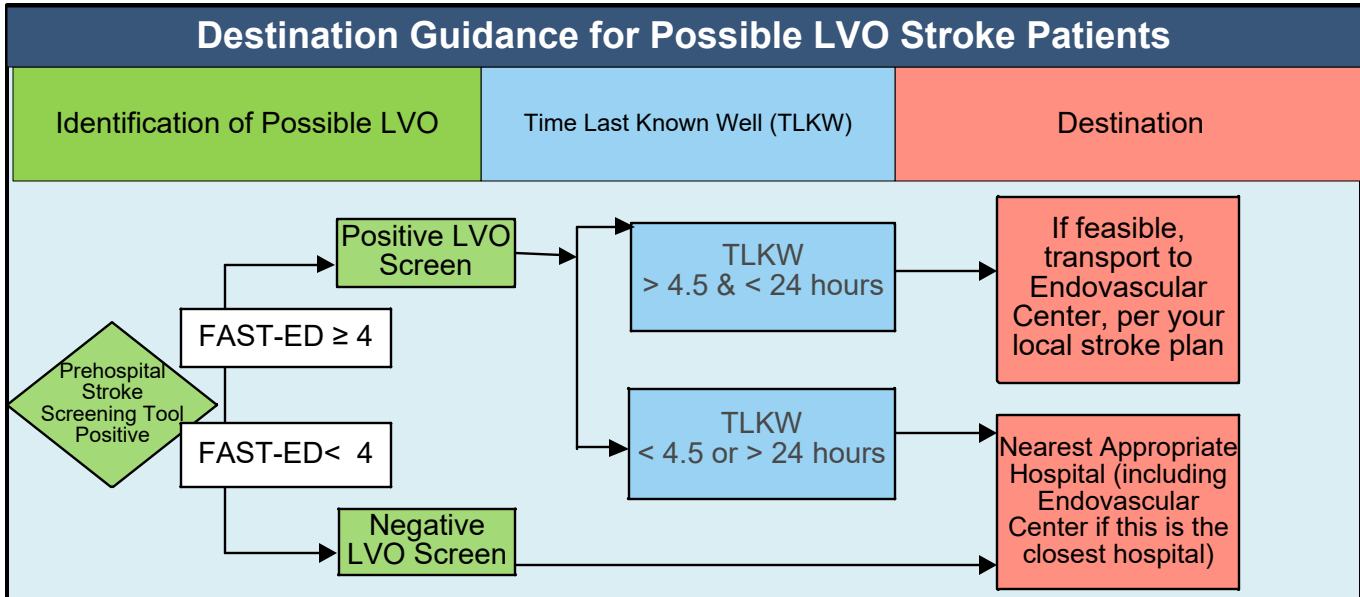 Destination Guidance for Possible LVO Stroke Patients
Identification of Possible LVO
Time Last Known Well (TLKW)
Destination
Prehospital
Stroke
Screening Tool
Positive
FAST-ED ≥ 4
FAST-ED< 4
Positive LVO
Screen
Negative
LVO Screen
TLKW
> 4.5 & < 24 hours
TLKW
< 4.5 or > 24 hours
If feasible,
transport to
Endovascular
Center, per your
local stroke plan
Nearest Appropriate
Hospital (including
Endovascular
Center if this is the
closest hospital)